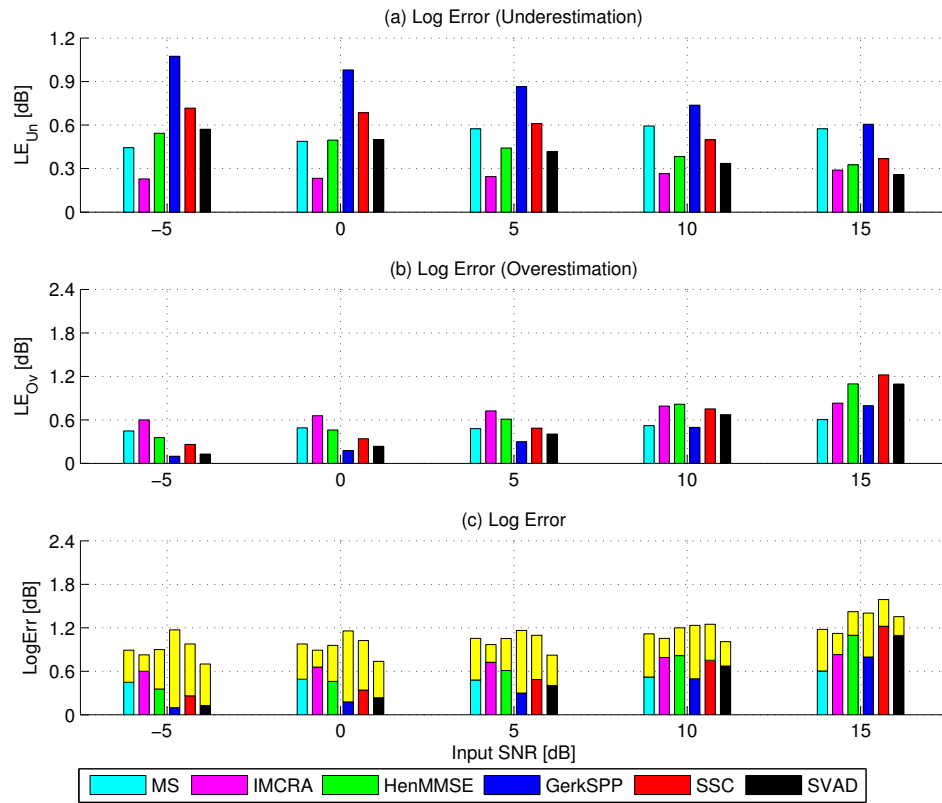 (a) Log Error (Underestimation)
LE_Un [dB]
1.2
0.9
0.6
0.3
0
−5 0 5 10 15
(b) Log Error (Overestimation)
LE_Ov [dB]
2.4
1.8
1.2
0.6
0
−5 0 5 10 15
(c) Log Error
LogErr [dB]
2.4
1.8
1.2
0.6
0
−5 0 5 10 15
Input SNR [dB]
MS IMCRA HenMMSE GerkSPP SSC SVAD